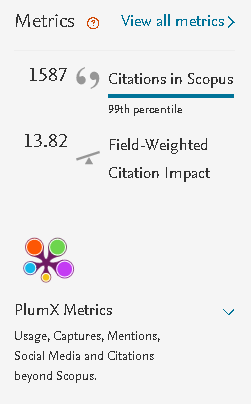 Metrics View all metrics
1587 Citations in Scopus
99th percentile
13.82 Field-Weighted
Citation Impact
PlumX Metrics
Usage, Captures, Mentions,
Social Media and Citations
beyond Scopus.